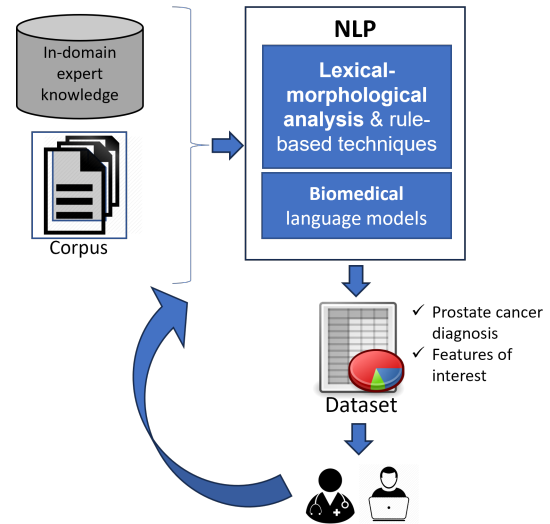 In-domain
expert
knowledge
Corpus
NLP
Lexical-
morphological
analysis & rule-
based techniques
Biomedical
language models
✓ Prostate cancer
diagnosis
✓ Features of
interest
Dataset